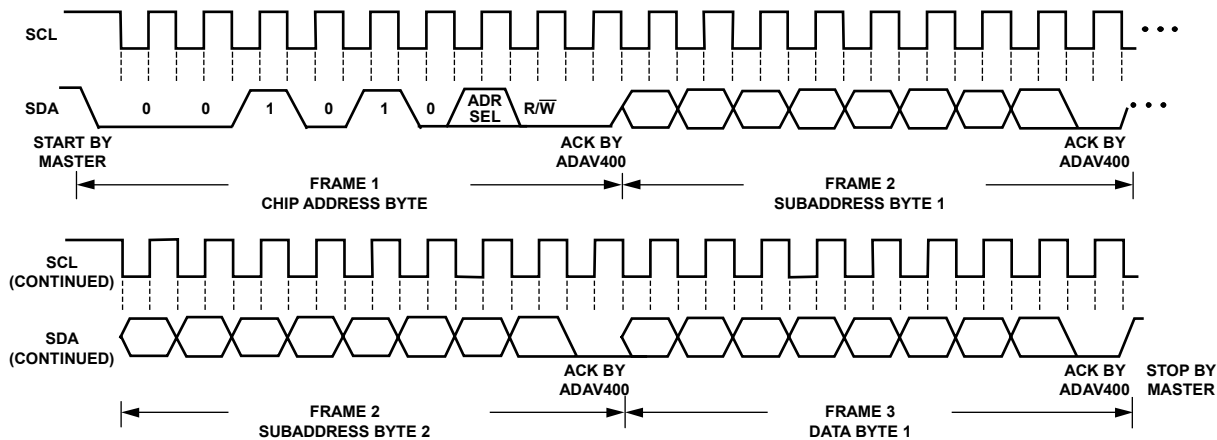 SCL
SDA
0 0 1 0 1 0 ADR SEL R/W̅
START BY MASTER
ACK BY ADAV400
ACK BY ADAV400
FRAME 1
CHIP ADDRESS BYTE
FRAME 2
SUBADDRESS BYTE 1
SCL
(CONTINUED)
SDA
(CONTINUED)
ACK BY ADAV400
ACK BY ADAV400
STOP BY MASTER
FRAME 2
SUBADDRESS BYTE 2
FRAME 3
DATA BYTE 1